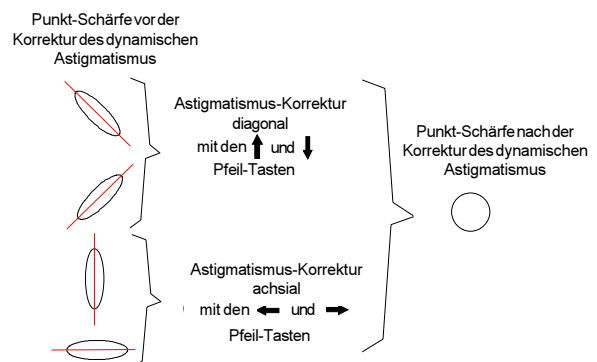 Punkt-Schärfe vor der
Korrektur des dynamischen
Astigmatismus
Astigmatismus-Korrektur
diagonal
mit den ↑ und ↓
Pfeil-Tasten
Astigmatismus-Korrektur
achsial
mit den ← und →
Pfeil-Tasten
Punkt-Schärfe nach der
Korrektur des dynamischen
Astigmatismus